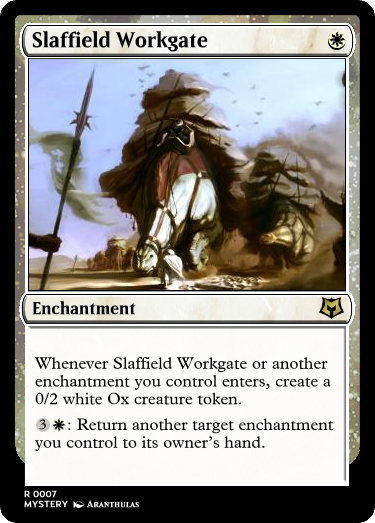 Slaffield Workgate
Enchantment
Whenever Slaffield Workgate or another
enchantment you control enters, create a
0/2 white Ox creature token.
3: Return another target enchantment
you control to its owner's hand.
R 0007
MYSTERY Aranthulas